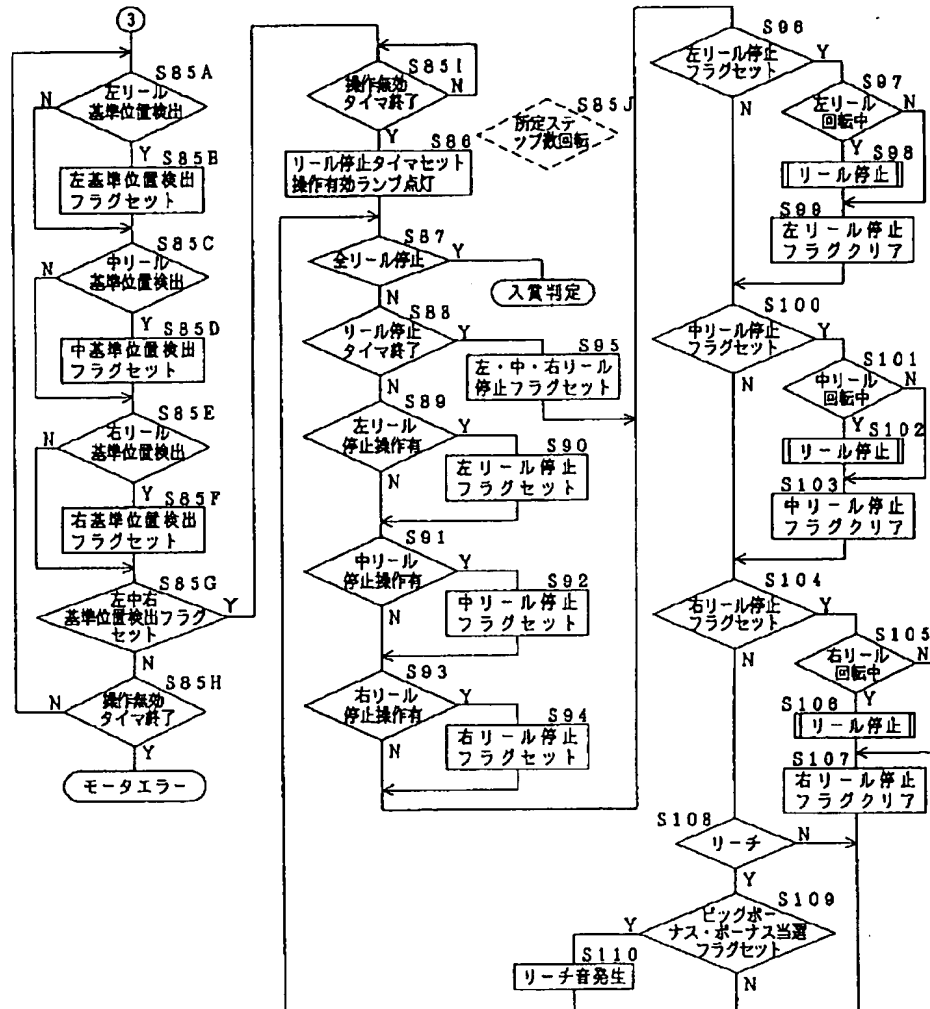 3
S85A
左リール
基準位置検出
N
Y
S85B
左基準位置検出
フラグセット
S85C
中リール
基準位置検出
N
Y
S85D
中基準位置検出
フラグセット
S85E
右リール
基準位置検出
N
Y
S85F
右基準位置検出
フラグセット
S85G
左中右
基準位置検出フラグ
セット
Y
N
S85H
操作無効
タイマ終了
N
Y
モータエラー
S85I
操作無効
タイマ終了
N
Y
S85J
所定ステ
ップ数回転
S86
リール停止タイマセット
操作有効ランプ点灯
S87
全リール停止
Y
入賞判定
N
S88
リール停止
タイマ終了
Y
S95
左・中・右リール
停止フラグセット
N
S89
左リール
停止操作有
Y
S90
左リール停止
フラグセット
N
S91
中リール
停止操作有
Y
S92
中リール停止
フラグセット
N
S93
右リール
停止操作有
Y
S94
右リール停止
フラグセット
N
S96
左リール停止
フラグセット
Y
N
S97
左リール
回転中
N
Y
S98
リール停止
S99
左リール停止
フラグクリア
S100
中リール停止
フラグセット
Y
N
S101
中リール
回転中
N
Y
S102
リール停止
S103
中リール停止
フラグクリア
S104
右リール停止
フラグセット
Y
N
S105
右リール
回転中
N
Y
S106
リール停止
S107
右リール停止
フラグクリア
S108
リーチ
N
Y
S109
ビッグボー
ナス・ボーナス当選
フラグセット
Y
N
S110
リーチ音発生